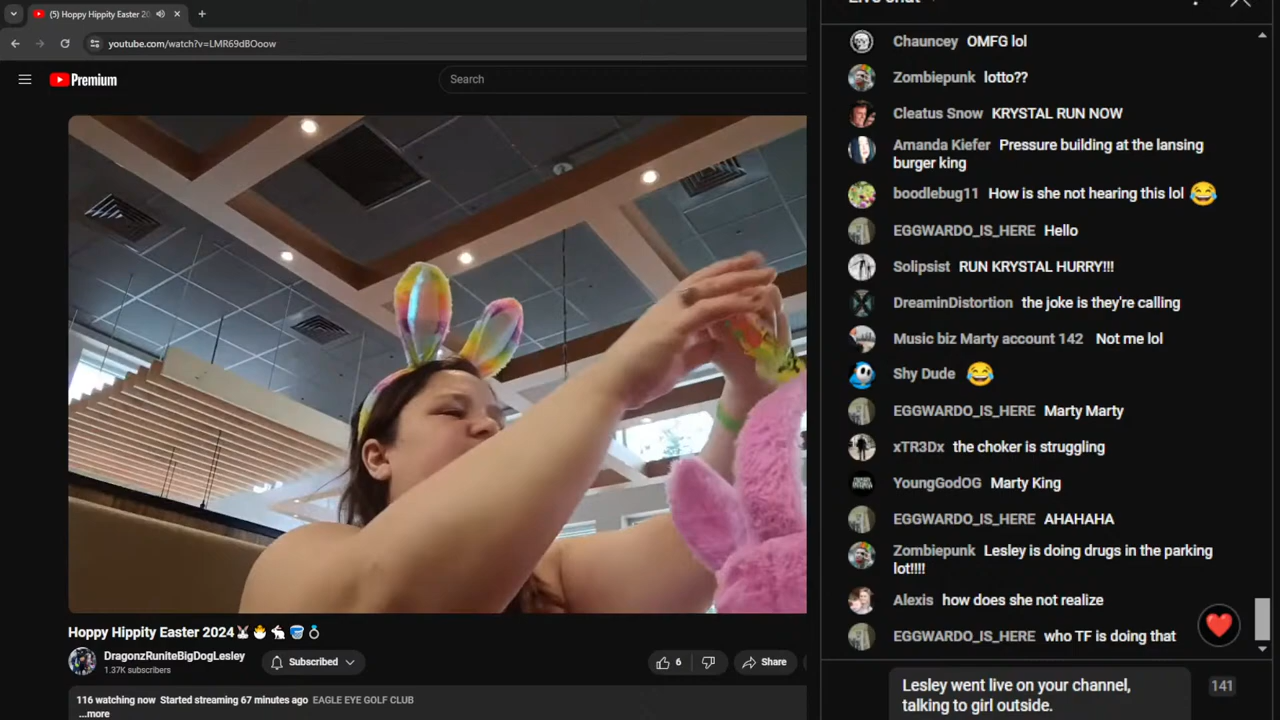 (5) Hoppy Hippity Easter 20
youtube.com/watch?v=LMR69dBOoow
Premium
Search
Hoppy Hippity Easter 2024🐰 🐣 🐇 🪣 💍
DragonzRuniteBigDogLesley
1.37K subscribers
Subscribed
6
Share
116 watching now Started streaming 67 minutes ago EAGLE EYE GOLF CLUB
...more
Live chat
Chauncey OMFG lol
Zombiepunk lotto??
Cleatus Snow KRYSTAL RUN NOW
Amanda Kiefer Pressure building at the lansing
burger king
boodlebug11 How is she not hearing this lol 😂
EGGWARDO_IS_HERE Hello
Solipsist RUN KRYSTAL HURRY!!!
DreaminDistortion the joke is they're calling
Music biz Marty account 142 Not me lol
Shy Dude 😂
EGGWARDO_IS_HERE Marty Marty
xTR3Dx the choker is struggling
YoungGodOG Marty King
EGGWARDO_IS_HERE AHAHAHA
Zombiepunk Lesley is doing drugs in the parking
lot!!!!
Alexis how does she not realize
EGGWARDO_IS_HERE who TF is doing that
Lesley went live on your channel,
talking to girl outside.
141